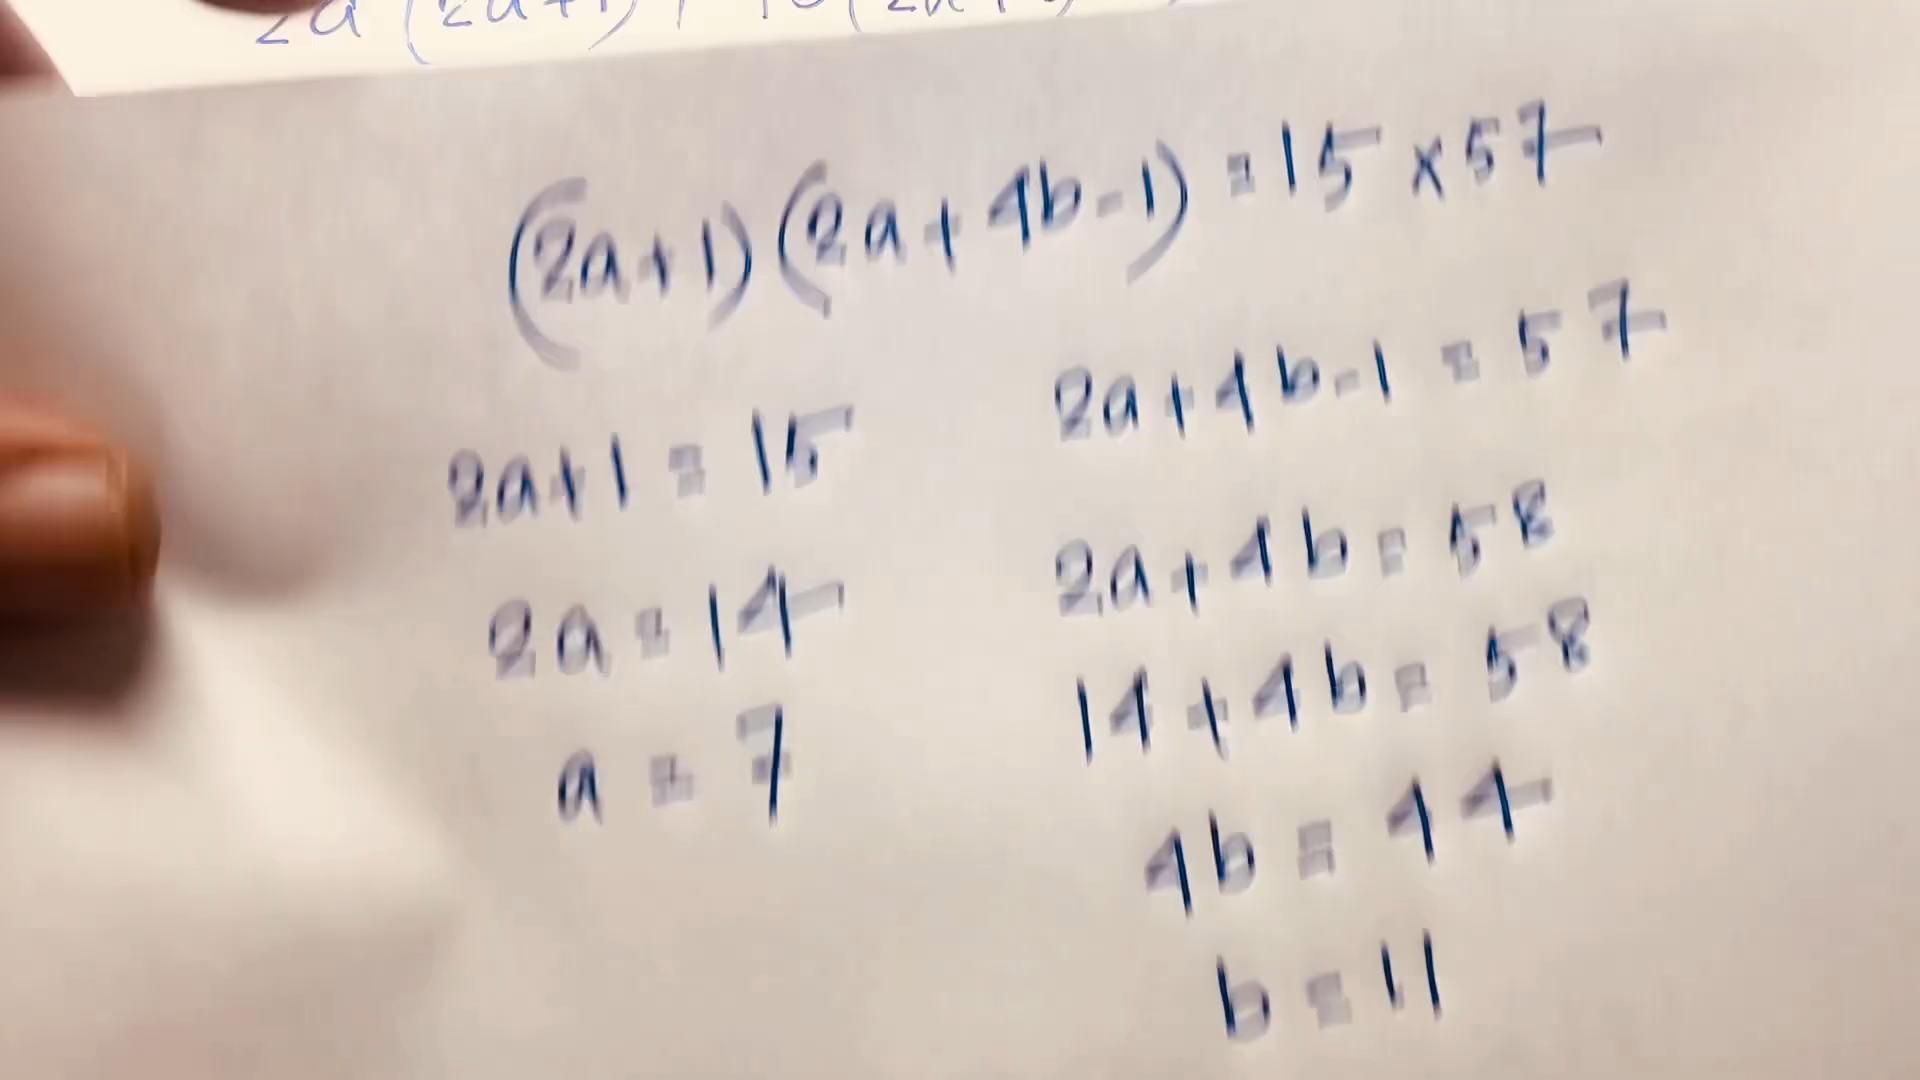 (2a+1)(2a+4b-1) = 15 x 57
2a+1 = 15
2a = 14
a = 7
2a+4b-1 = 57
2a+4b = 58
14+4b = 58
4b = 44
b = 11